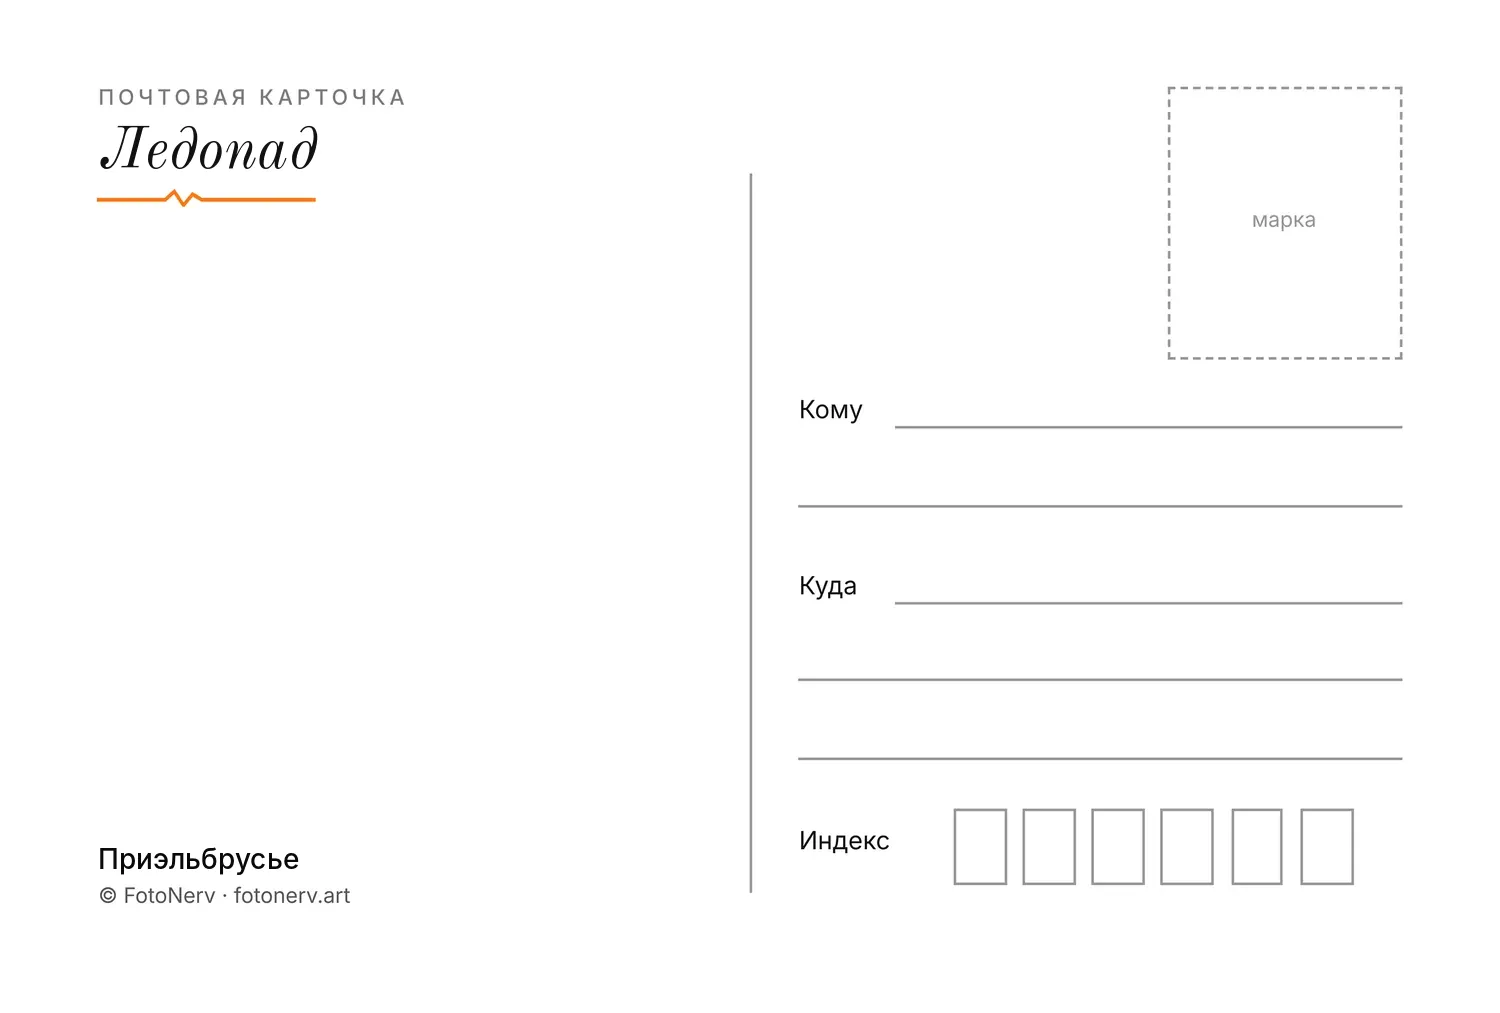 ПОЧТОВАЯ КАРТОЧКА
Ледопад
марка
Кому
Куда
Индекс
Приэльбрусье
© FotoNerv · fotonerv.art